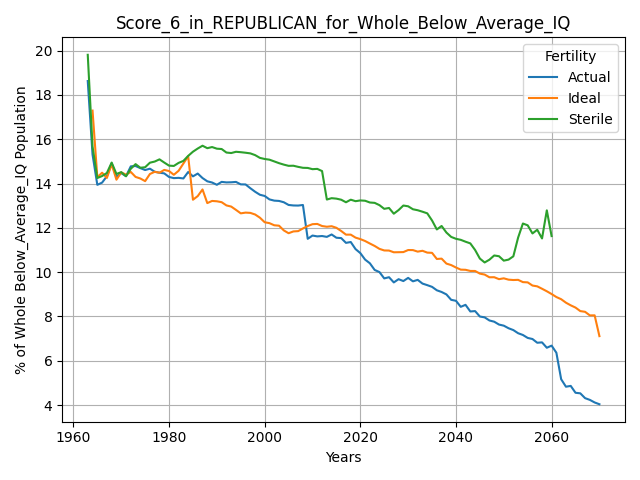 Score_6_in_REPUBLICAN_for_Whole_Below_Average_IQ
% of Whole Below_Average_IQ Population
20
18
16
14
12
10
8
6
4
Fertility
Actual
Ideal
Sterile
1960
1980
2000
2020
2040
2060
Years